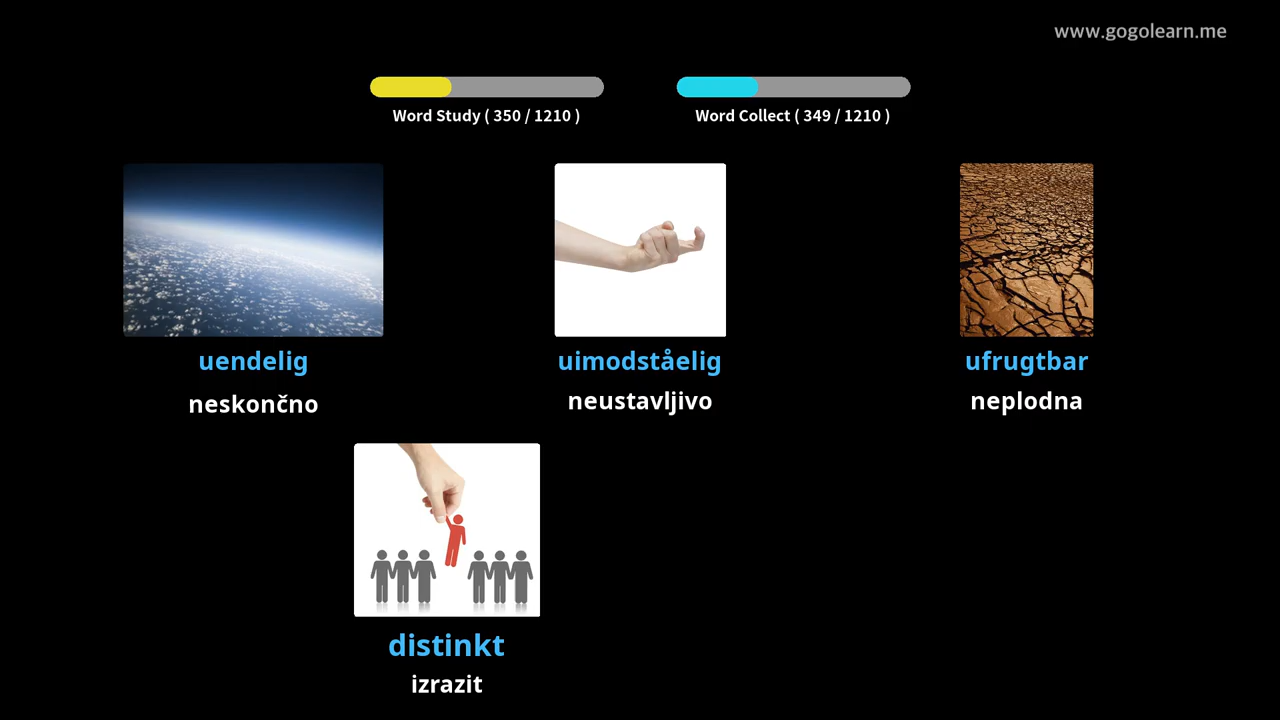 www.gogolearn.me
Word Study ( 350 / 1210 )
Word Collect ( 349 / 1210 )
uendelig
neskončno
uimodståelig
neustavljivo
ufrugtbar
neplodna
distinkt
izrazit